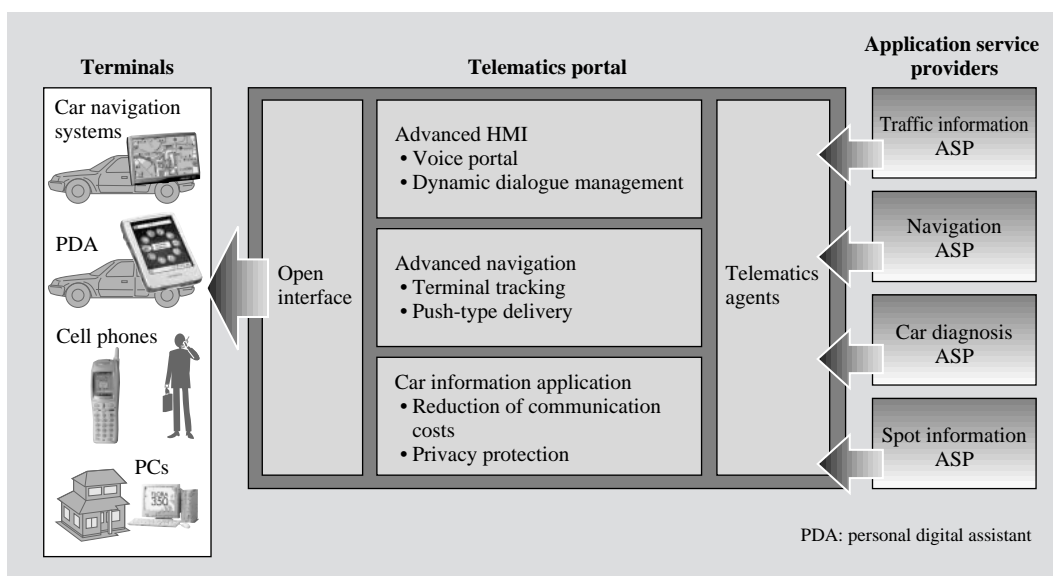 Terminals
Car navigation
systems
PDA
Cell phones
PCs
Telematics portal
Open
interface
Advanced HMI
• Voice portal
• Dynamic dialogue management
Advanced navigation
• Terminal tracking
• Push-type delivery
Car information application
• Reduction of communication
costs
• Privacy protection
Telematics
agents
Application service
providers
Traffic information
ASP
Navigation
ASP
Car diagnosis
ASP
Spot information
ASP
PDA: personal digital assistant